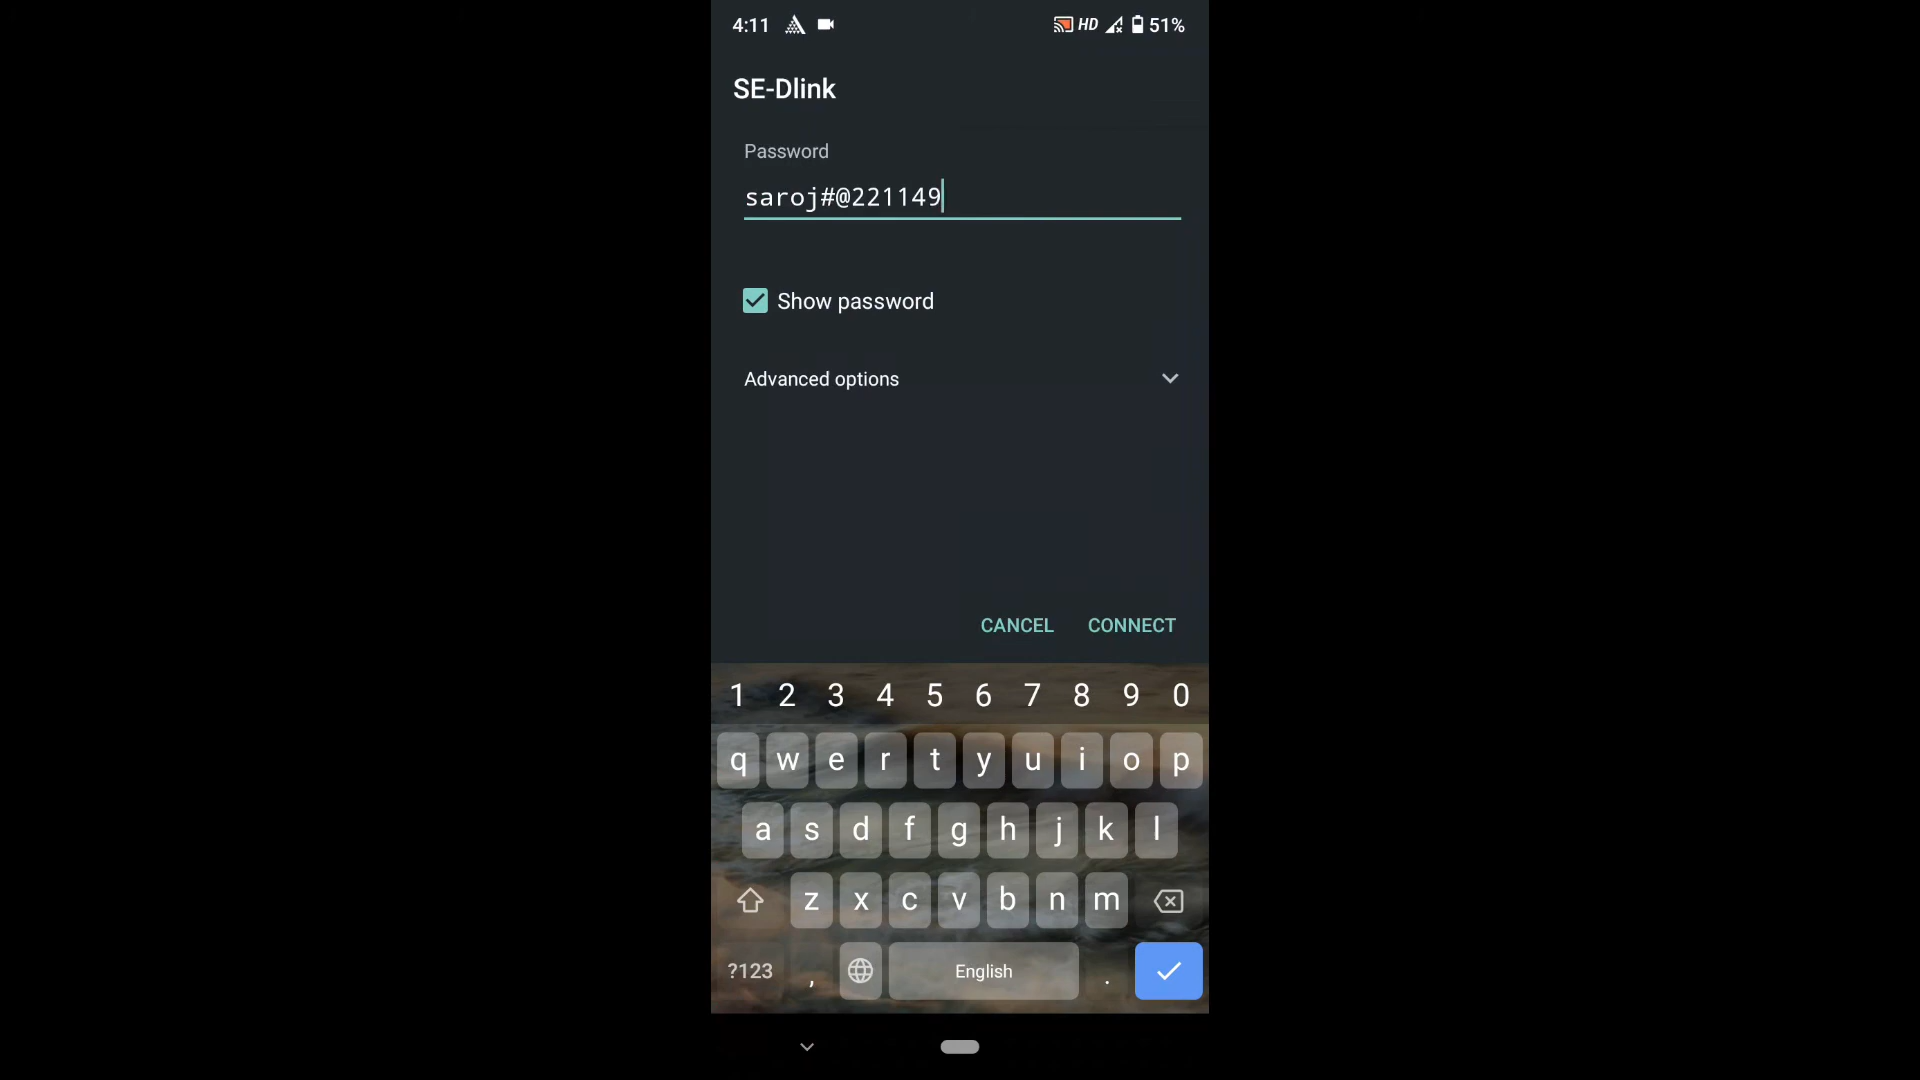 4:11 HD 51%
SE-Dlink
Password
saroj#@221149
Show password
Advanced options
CANCEL CONNECT
1 2 3 4 5 6 7 8 9 0
q w e r t y u i o p
a s d f g h j k l
z x c v b n m
?123 , English .